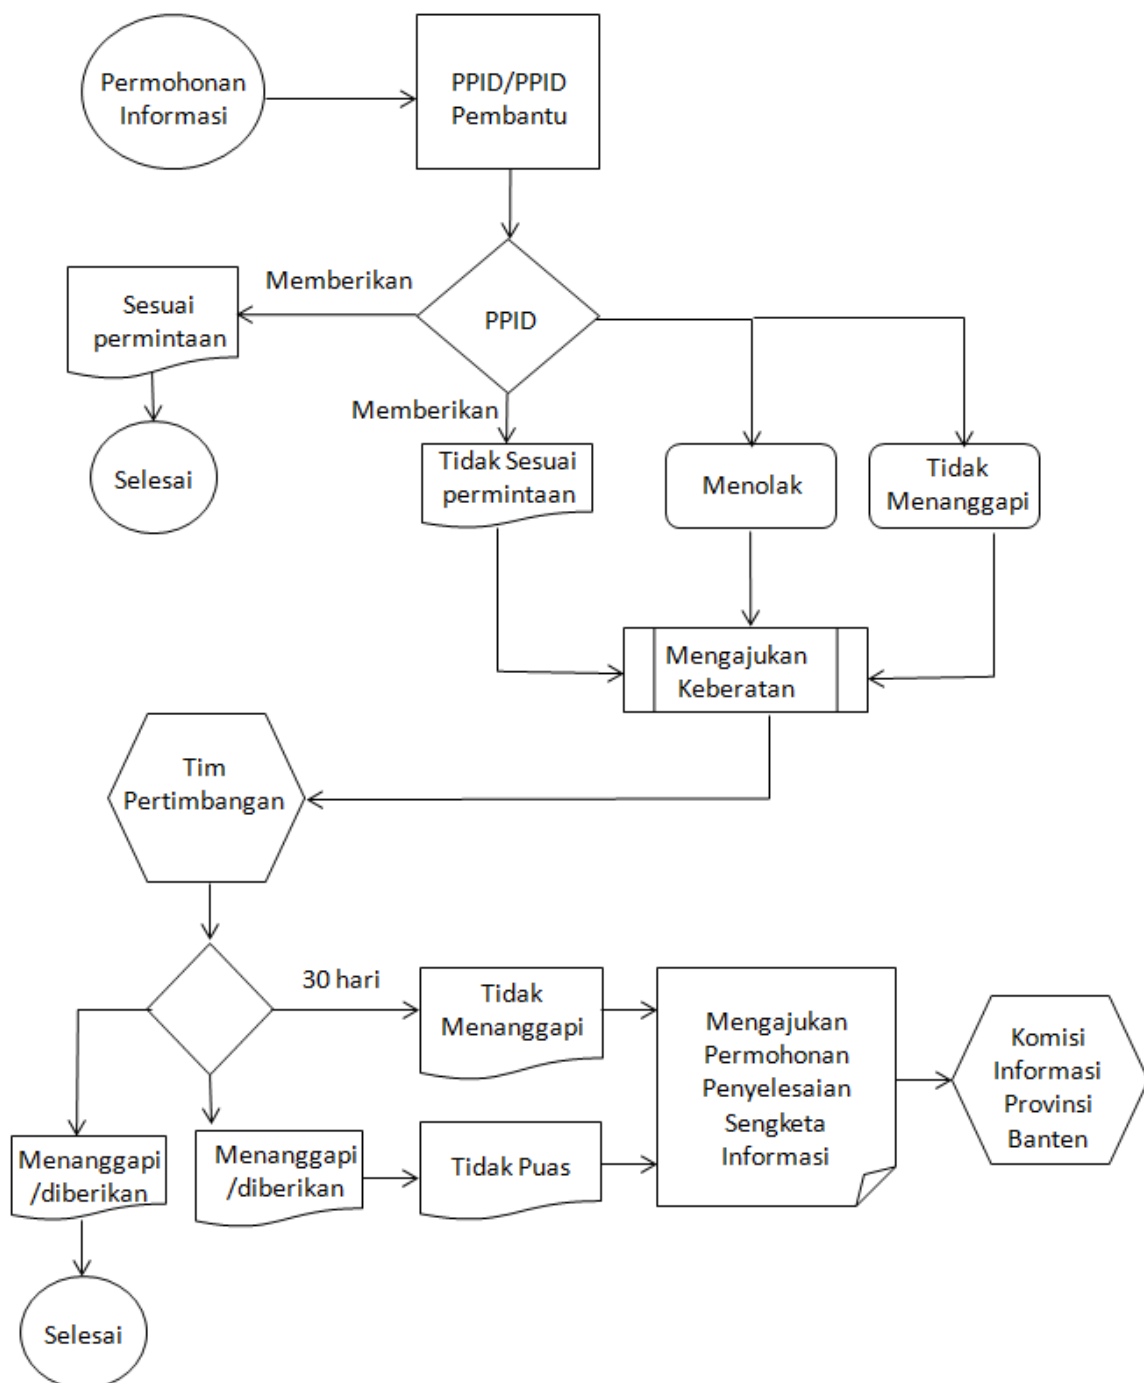 Permohonan
Informasi
PPID/PPID
Pembantu
Memberikan
Sesuai
permintaan
PPID
Selesai
Memberikan
Tidak Sesuai
permintaan
Menolak
Tidak
Menanggapi
Mengajukan
Keberatan
Tim
Pertimbangan
30 hari
Tidak
Menanggapi
Mengajukan
Permohonan
Penyelesaian
Sengketa
Informasi
Komisi
Informasi
Provinsi
Banten
Menanggapi
/diberikan
Menanggapi
/diberikan
Tidak Puas
Selesai